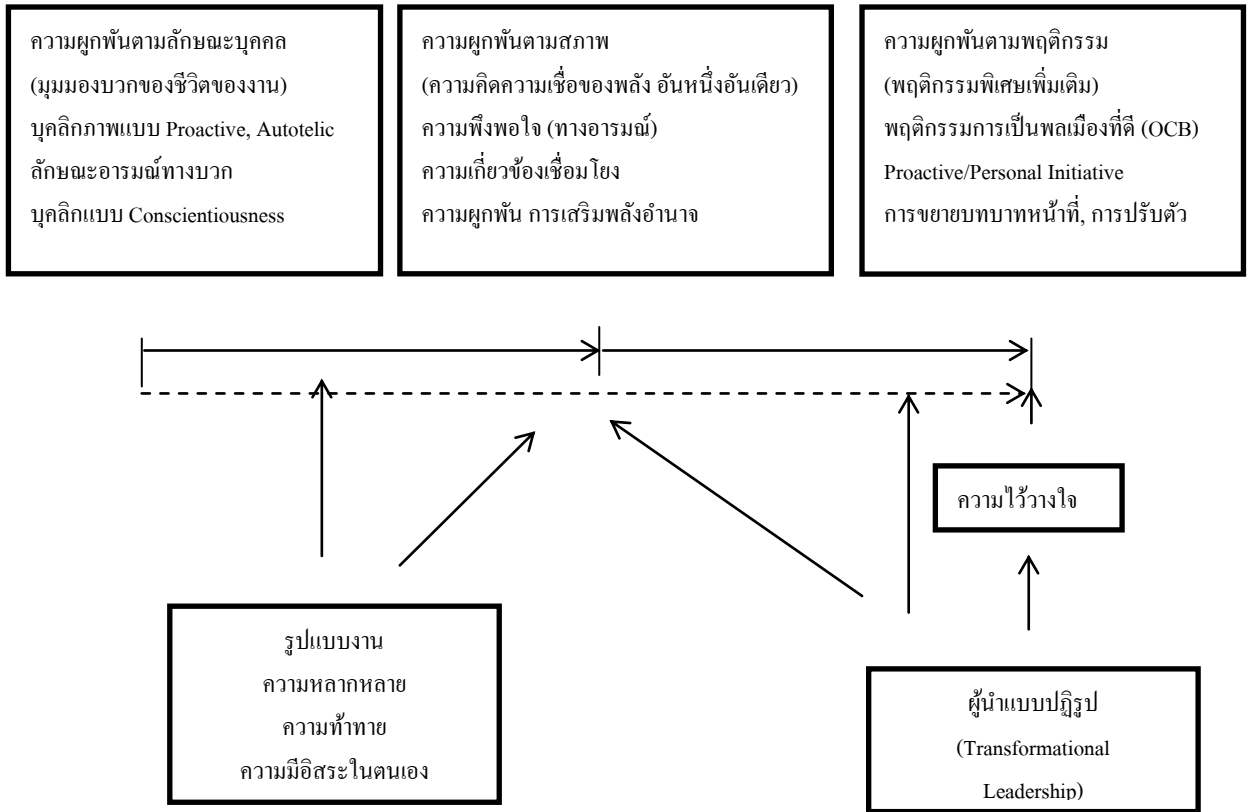 ความผูกพันตามลักษณะบุคคล
(มุมมองบวกของชีวิตของงาน)
บุคลิกภาพแบบ Proactive, Autotelic
ลักษณะอารมณ์ทางบวก
บุคลิกแบบ Conscientiousness
ความผูกพันตามสภาพ
(ความคิดความเชื่อของพลัง อันหนึ่งอันเดียว)
ความพึงพอใจ (ทางอารมณ์)
ความเกี่ยวข้องเชื่อมโยง
ความผูกพัน การเสริมพลังอำนาจ
ความผูกพันตามพฤติกรรม
(พฤติกรรมพิเศษเพิ่มเติม)
พฤติกรรมการเป็นพลเมืองที่ดี (OCB)
Proactive/Personal Initiative
การขยายบทบาทหน้าที่, การปรับตัว
ความไว้วางใจ
รูปแบบงาน
ความหลากหลาย
ความท้าทาย
ความมีอิสระในตนเอง
ผู้นำแบบปฏิรูป
(Transformational
Leadership)